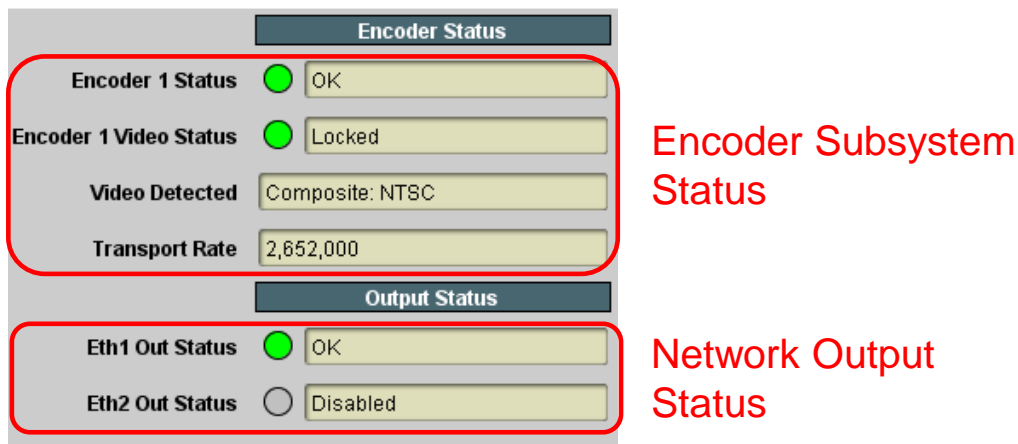 Encoder Status
Encoder 1 Status OK
Encoder 1 Video Status Locked
Video Detected Composite: NTSC
Transport Rate 2,652,000
Encoder Subsystem
Status
Output Status
Eth1 Out Status OK
Eth2 Out Status Disabled
Network Output
Status